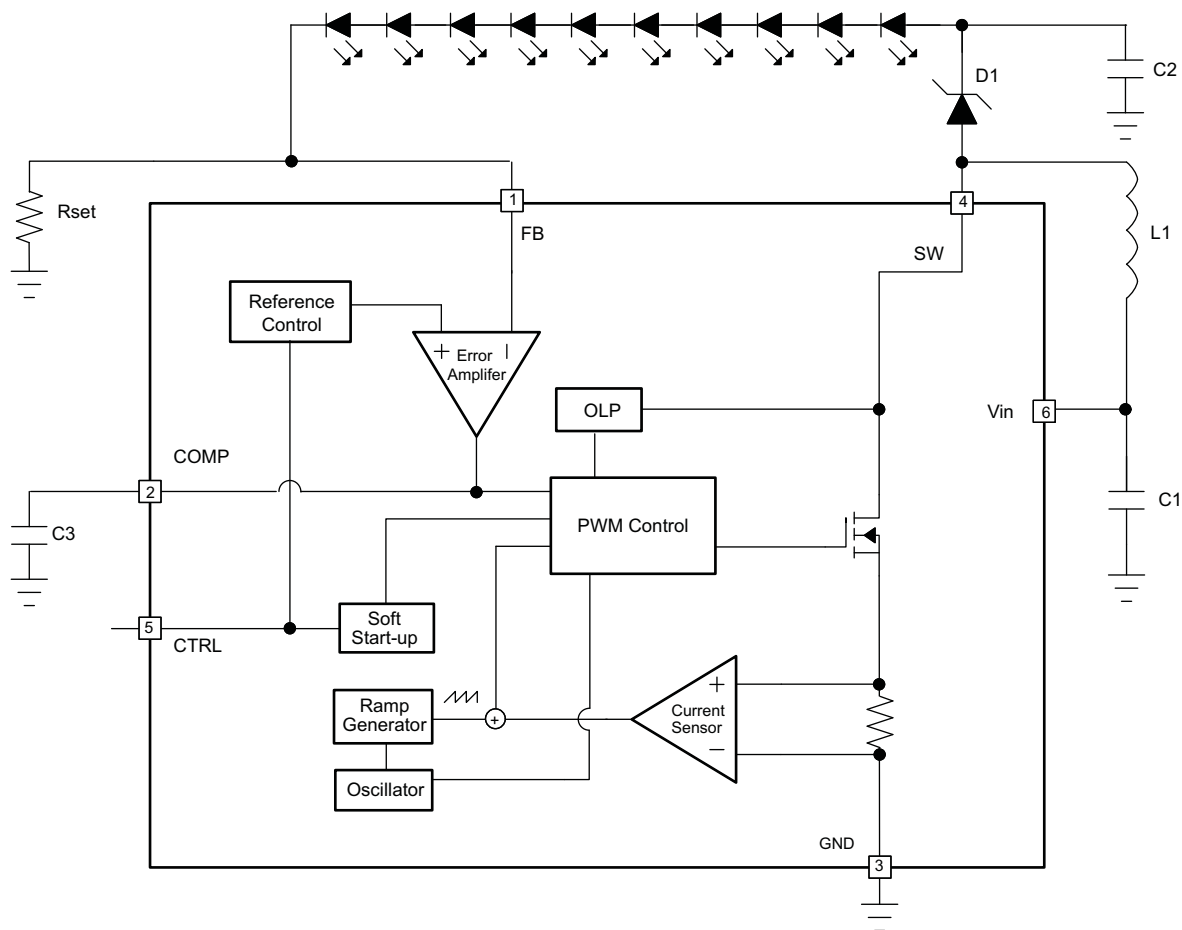 D1
C2
Rset
1
4
FB
L1
SW
Reference
Control
+
Error
Amplifer
OLP
Vin
6
COMP
2
C1
PWM Control
C3
Soft
Start-up
5
CTRL
+
Ramp
Generator
+
Current
Sensor
−
Oscillator
GND
3